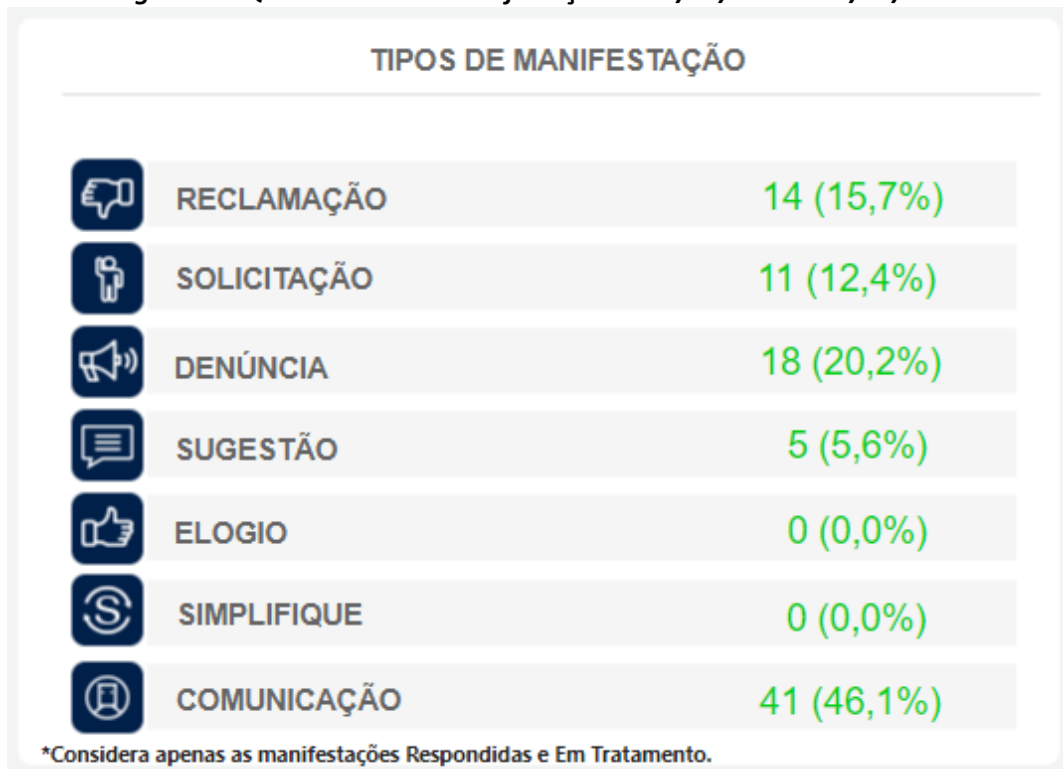 TIPOS DE MANIFESTAÇÃO
RECLAMAÇÃO 14 (15,7%)
SOLICITAÇÃO 11 (12,4%)
DENÚNCIA 18 (20,2%)
SUGESTÃO 5 (5,6%)
ELOGIO 0 (0,0%)
SIMPLIFIQUE 0 (0,0%)
COMUNICAÇÃO 41 (46,1%)
*Considera apenas as manifestações Respondidas e Em Tratamento.